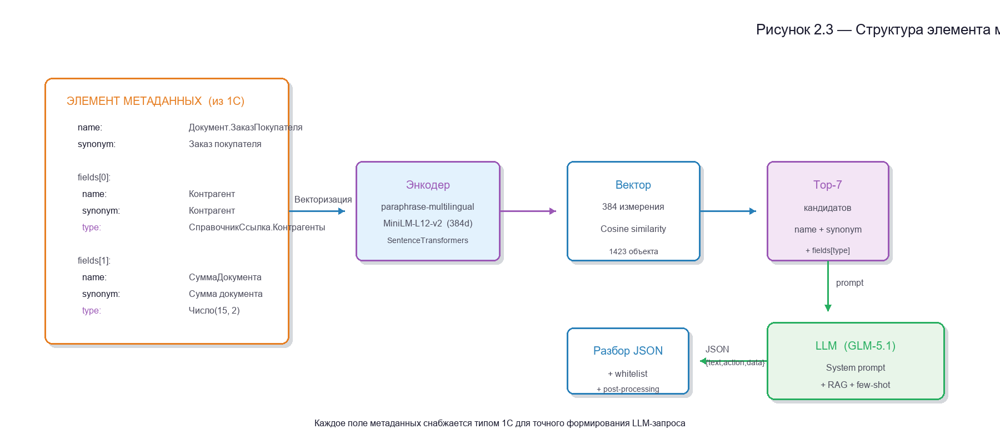 Рисунок 2.3 — Структура элемента м
ЭЛЕМЕНТ МЕТАДАННЫХ (из 1С)
name: Документ.ЗаказПокупателя
synonym: Заказ покупателя
fields[0]:
name: Контрагент
synonym: Контрагент
type: СправочникСсылка.Контрагенты
fields[1]:
name: СуммаДокумента
synonym: Сумма документа
type: Число(15, 2)
Векторизация
Энкодер
paraphrase-multilingual
MiniLM-L12-v2 (384d)
SentenceTransformers
Вектор
384 измерения
Cosine similarity
1423 объекта
Top-7
кандидатов
name + synonym
+ fields[type]
prompt
LLM (GLM-5.1)
System prompt
+ RAG + few-shot
JSON
{text,action,data}
Разбор JSON
+ whitelist
+ post-processing
Каждое поле метаданных снабжается типом 1С для точного формирования LLM-запроса